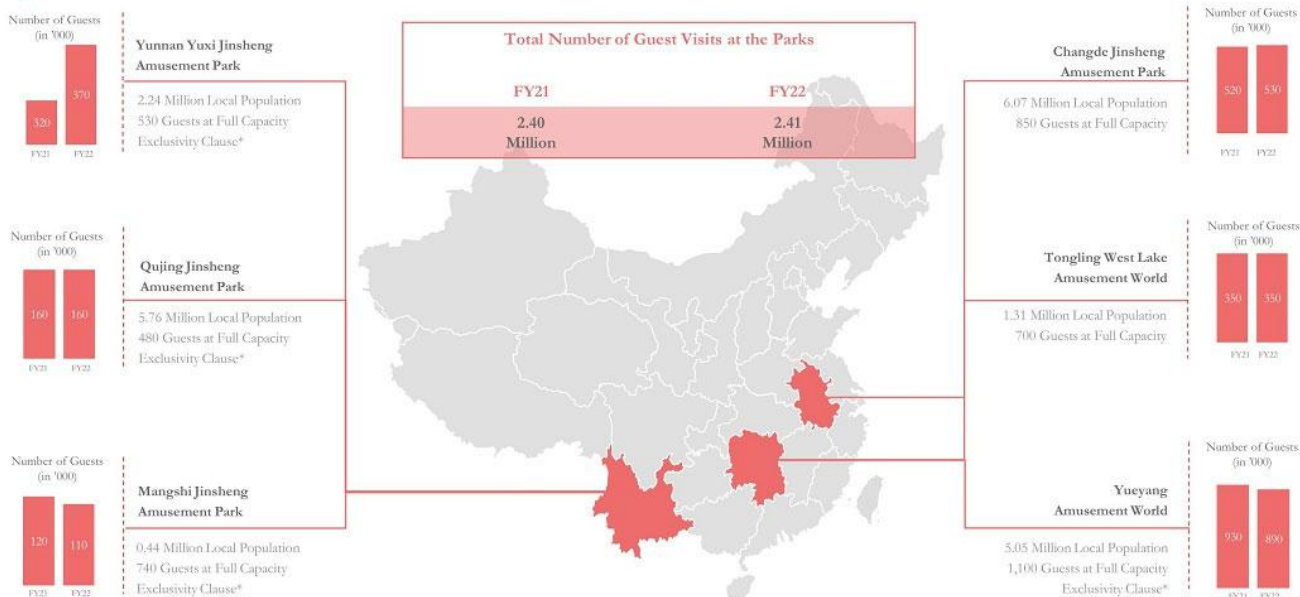 Number of Guests
(in '000)
320
370
FY21
FY22
Yunnan Yuxi Jinsheng
Amusement Park
2.24 Million Local Population
530 Guests at Full Capacity
Exclusivity Clause*
Number of Guests
(in '000)
160
160
FY21
FY22
Qujing Jinsheng
Amusement Park
5.76 Million Local Population
480 Guests at Full Capacity
Exclusivity Clause*
Number of Guests
(in '000)
120
110
FY21
FY22
Mangshi Jinsheng
Amusement Park
0.44 Million Local Population
740 Guests at Full Capacity
Exclusivity Clause*
Total Number of Guest Visits at the Parks
FY21 FY22
2.40 2.41
Million Million
Changde Jinsheng
Amusement Park
6.07 Million Local Population
850 Guests at Full Capacity
Number of Guests
(in '000)
520
530
FY21
FY22
Tongling West Lake
Amusement World
1.31 Million Local Population
700 Guests at Full Capacity
Number of Guests
(in '000)
350
350
FY21
FY22
Yueyang
Amusement World
5.05 Million Local Population
1,100 Guests at Full Capacity
Exclusivity Clause*
Number of Guests
(in '000)
930
890
FY21
FY22